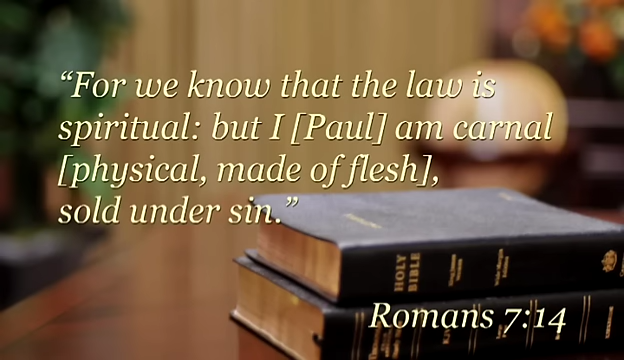 “For we know that the law is
spiritual: but I [Paul] am carnal
[physical, made of flesh],
sold under sin.”
HOLY
BIBLE
Romans 7:14